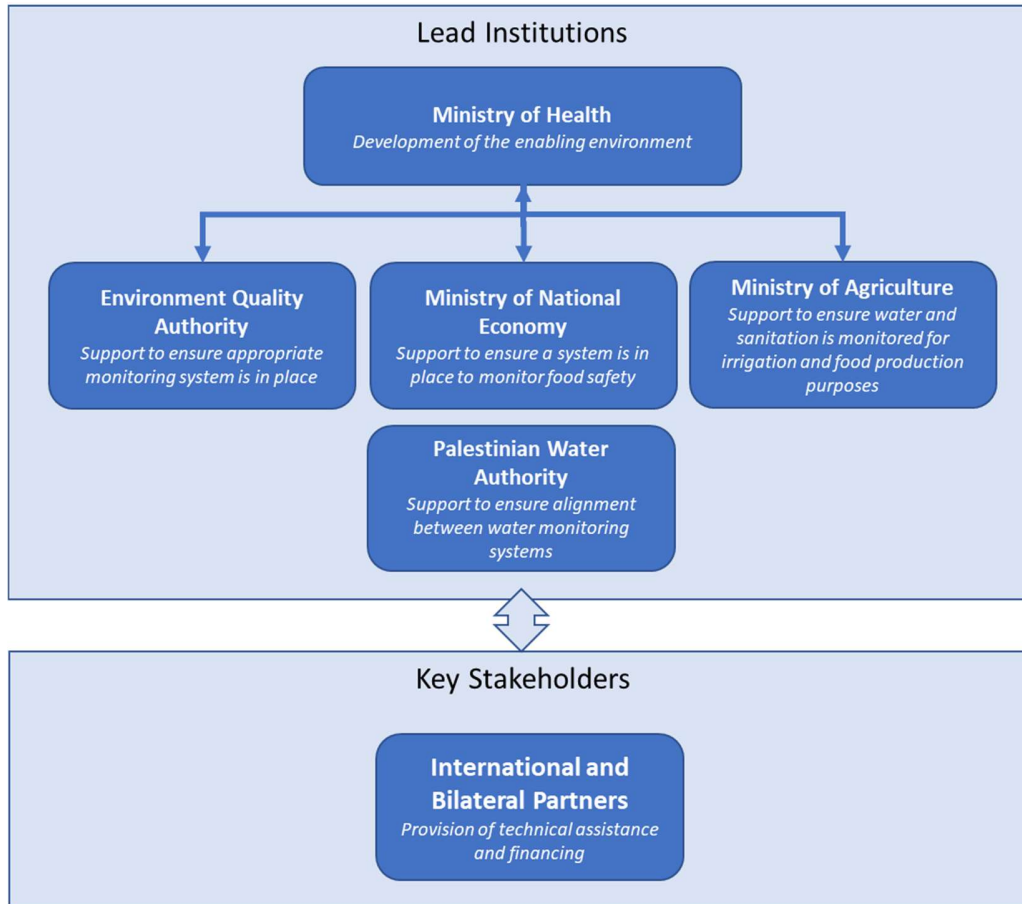 Lead Institutions
Ministry of Health
Development of the enabling environment
Environment Quality
Authority
Support to ensure appropriate
monitoring system is in place
Ministry of National
Economy
Support to ensure a system is in
place to monitor food safety
Ministry of Agriculture
Support to ensure water and
sanitation is monitored for
irrigation and food production
purposes
Palestinian Water
Authority
Support to ensure alignment
between water monitoring
systems
Key Stakeholders
International and
Bilateral Partners
Provision of technical assistance
and financing